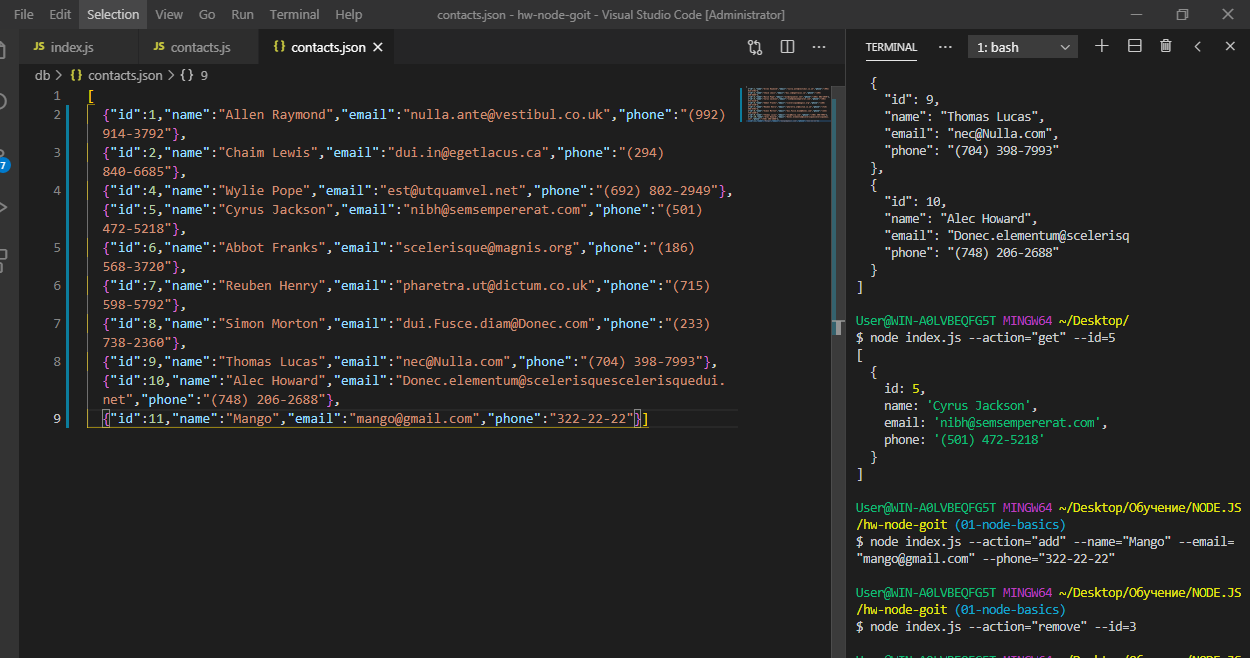 File Edit Selection View Go Run Terminal Help contacts.json - hw-node-goit - Visual Studio Code [Administrator]
JS index.js JS contacts.js {} contacts.json ×
db > {} contacts.json > {} 9
1 [
2 {"id":1,"name":"Allen Raymond","email":"nulla.ante@vestibul.co.uk","phone":"(992)
914-3792"},
3 {"id":2,"name":"Chaim Lewis","email":"dui.in@egetlacus.ca","phone":"(294)
840-6685"},
4 {"id":4,"name":"Wylie Pope","email":"est@utquamvel.net","phone":"(692) 802-2949"},
{"id":5,"name":"Cyrus Jackson","email":"nibh@semsempererat.com","phone":"(501)
472-5218"},
5 {"id":6,"name":"Abbot Franks","email":"scelerisque@magnis.org","phone":"(186)
568-3720"},
6 {"id":7,"name":"Reuben Henry","email":"pharetra.ut@dictum.co.uk","phone":"(715)
598-5792"},
7 {"id":8,"name":"Simon Morton","email":"dui.Fusce.diam@Donec.com","phone":"(233)
738-2360"},
8 {"id":9,"name":"Thomas Lucas","email":"nec@Nulla.com","phone":"(704) 398-7993"},
{"id":10,"name":"Alec Howard","email":"Donec.elementum@scelerisquescelerisquedui.
net","phone":"(748) 206-2688"},
9 {"id":11,"name":"Mango","email":"mango@gmail.com","phone":"322-22-22"}]
7
TERMINAL ··· 1: bash
{
"id": 9,
"name": "Thomas Lucas",
"email": "nec@Nulla.com",
"phone": "(704) 398-7993"
},
{
"id": 10,
"name": "Alec Howard",
"email": "Donec.elementum@scelerisq
"phone": "(748) 206-2688"
}
]
User@WIN-A0LVBEQFG5T MINGW64 ~/Desktop/
$ node index.js --action="get" --id=5
[
{
id: 5,
name: 'Cyrus Jackson',
email: 'nibh@semsempererat.com',
phone: '(501) 472-5218'
}
]
User@WIN-A0LVBEQFG5T MINGW64 ~/Desktop/Обучение/NODE.JS
/hw-node-goit (01-node-basics)
$ node index.js --action="add" --name="Mango" --email=
"mango@gmail.com" --phone="322-22-22"
User@WIN-A0LVBEQFG5T MINGW64 ~/Desktop/Обучение/NODE.JS
/hw-node-goit (01-node-basics)
$ node index.js --action="remove" --id=3